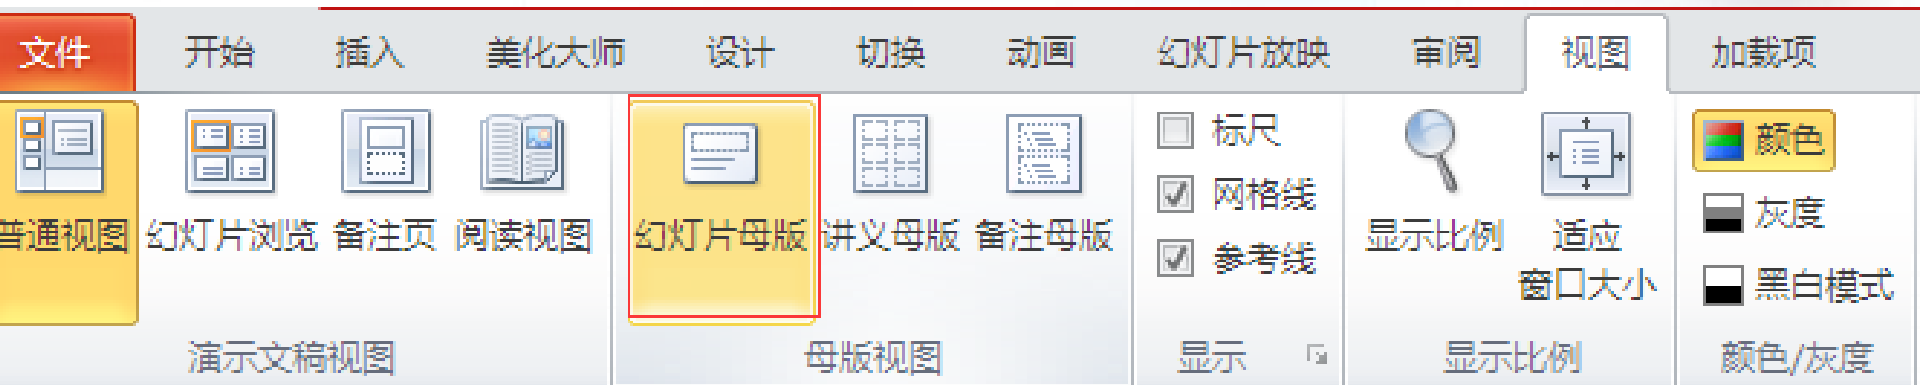 文件 开始 插入 美化大师 设计 切换 动画 幻灯片放映 审阅 视图 加载项
普通视图 幻灯片浏览 备注页 阅读视图
演示文稿视图
幻灯片母版 讲义母版 备注母版
母版视图
标尺
网格线
参考线
显示
显示比例 适应
窗口大小
显示比例
颜色
灰度
黑白模式
颜色/灰度